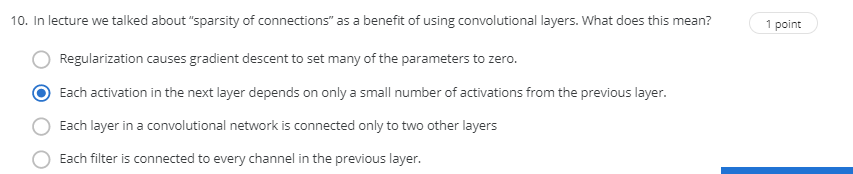 10. In lecture we talked about “sparsity of connections” as a benefit of using convolutional layers. What does this mean?
1 point
Regularization causes gradient descent to set many of the parameters to zero.
Each activation in the next layer depends on only a small number of activations from the previous layer.
Each layer in a convolutional network is connected only to two other layers
Each filter is connected to every channel in the previous layer.